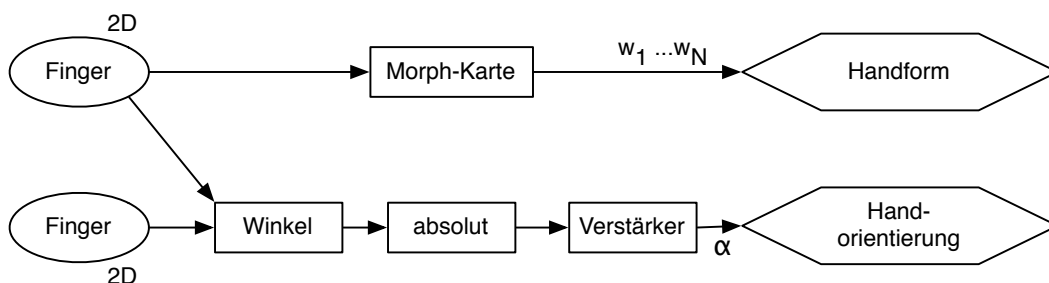 2D
Finger
Morph-Karte
w1 ...wN
Handform
Finger
2D
Winkel
absolut
Verstärker
α
Hand-
orientierung